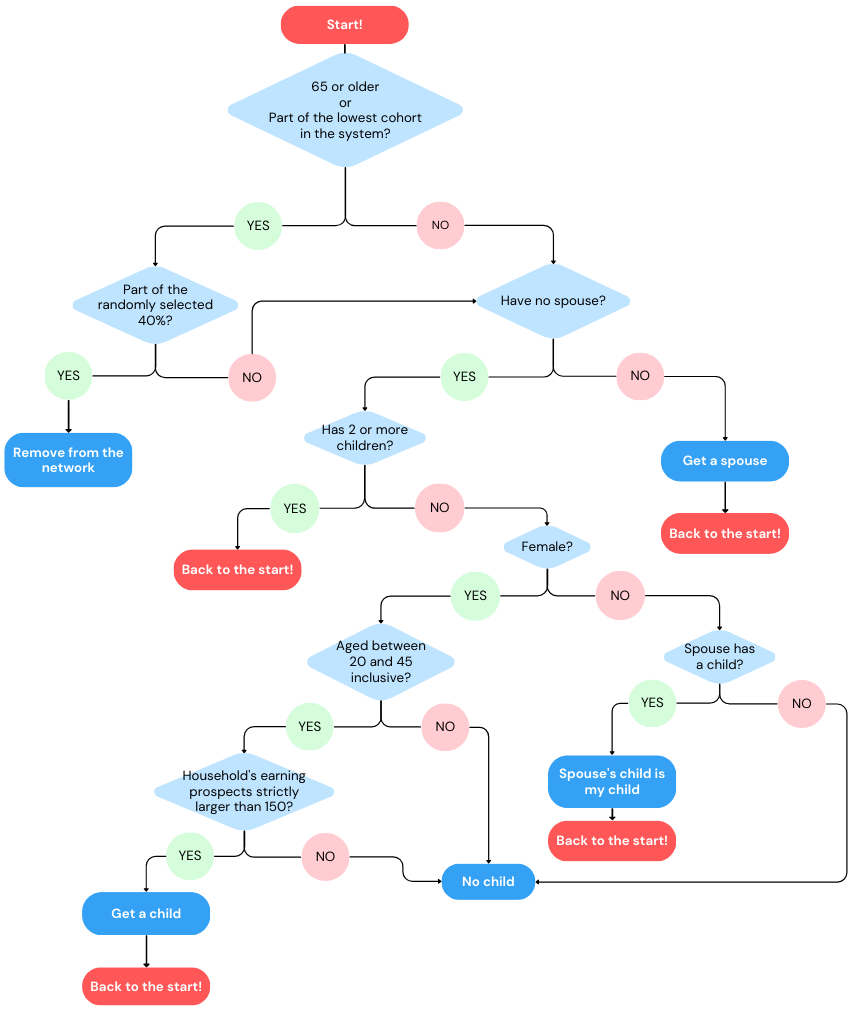 Start!
65 or older
or
Part of the lowest cohort
in the system?
YES
NO
Part of the
randomly selected
40%?
Have no spouse?
YES
NO
YES
NO
Has 2 or more
children?
Remove from the
network
Get a spouse
YES
NO
Back to the start!
Back to the start!
Female?
YES
NO
Aged between
20 and 45
inclusive?
Spouse has
a child?
YES
NO
YES
NO
Household's earning
prospects strictly
larger than 150?
Spouse's child is
my child
Back to the start!
YES
NO
No child
Get a child
Back to the start!